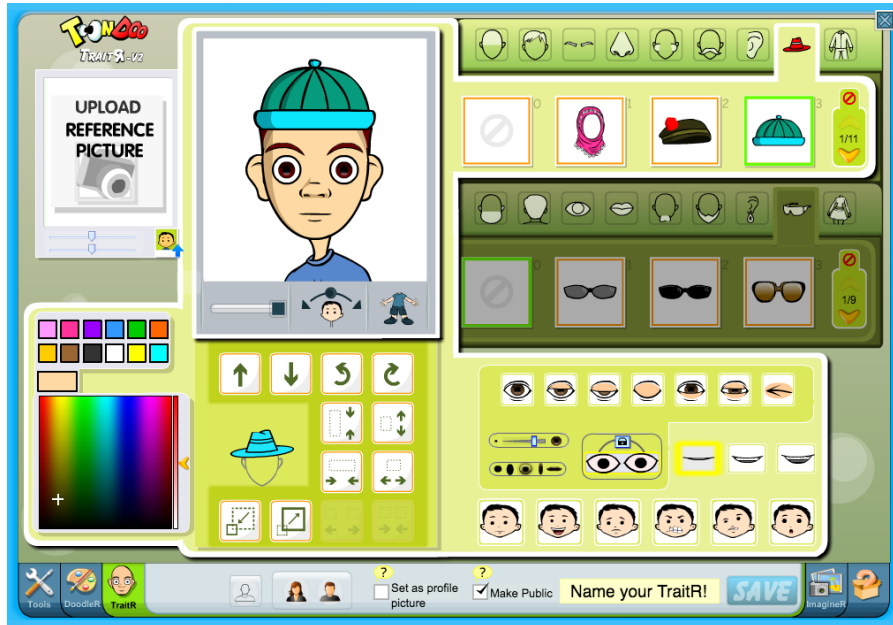 TOONDOO
TRAITR-V2
UPLOAD
REFERENCE
PICTURE
0
1
2
3
1/11
0
1
2
3
1/9
?
?
Set as profile
picture
Make Public
Name your TraitR!
SAVE
Tools
DoodleR
TraitR
ImagineR